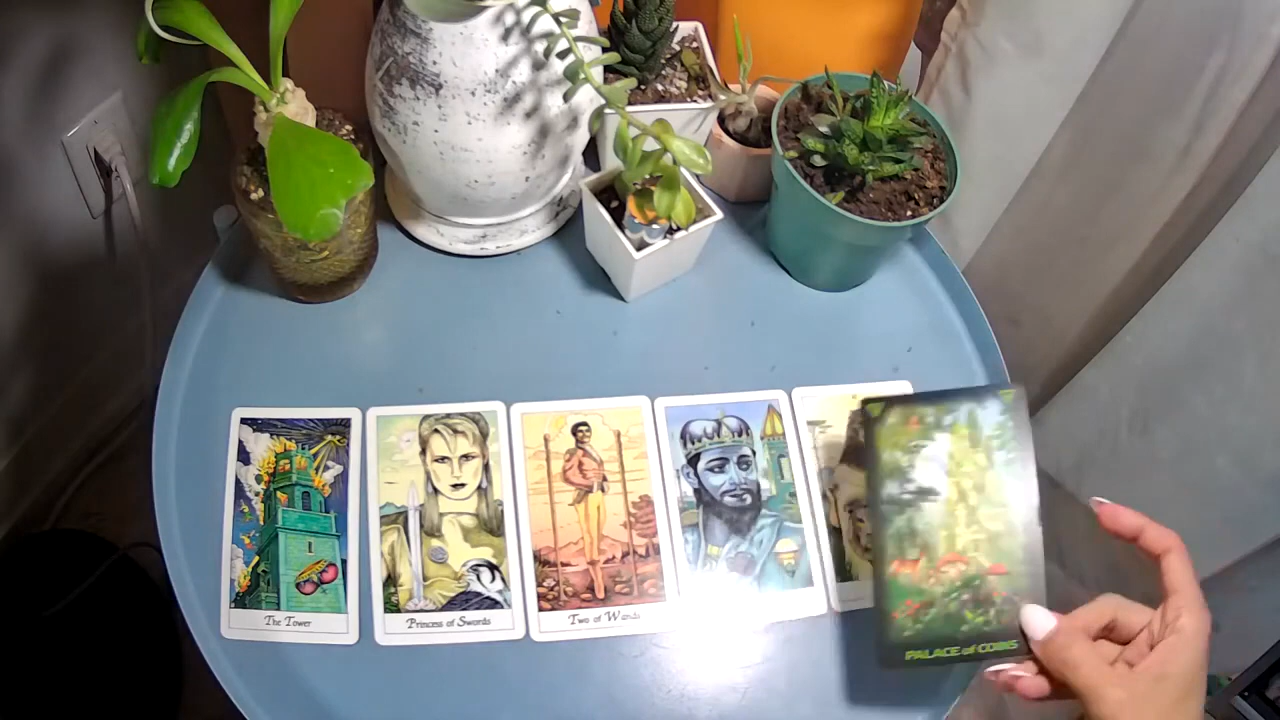 The Tower
Princess of Swords
Two of Wands
PALACE of COINS